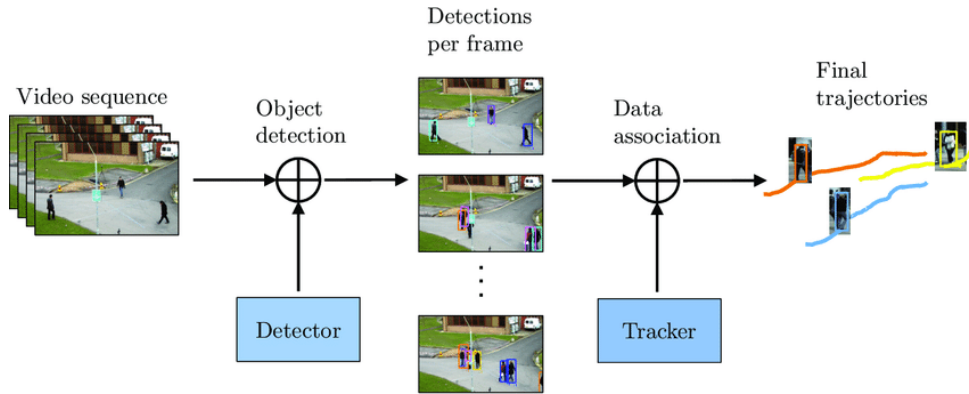 Video sequence
Object
detection
Detector
Detections
per frame
Data
association
Tracker
Final
trajectories